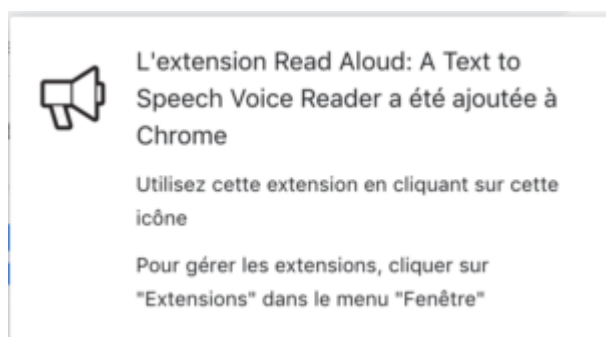 L'extension Read Aloud: A Text to
Speech Voice Reader a été ajoutée à
Chrome
Utilisez cette extension en cliquant sur cette
icône
Pour gérer les extensions, cliquer sur
"Extensions" dans le menu "Fenêtre"